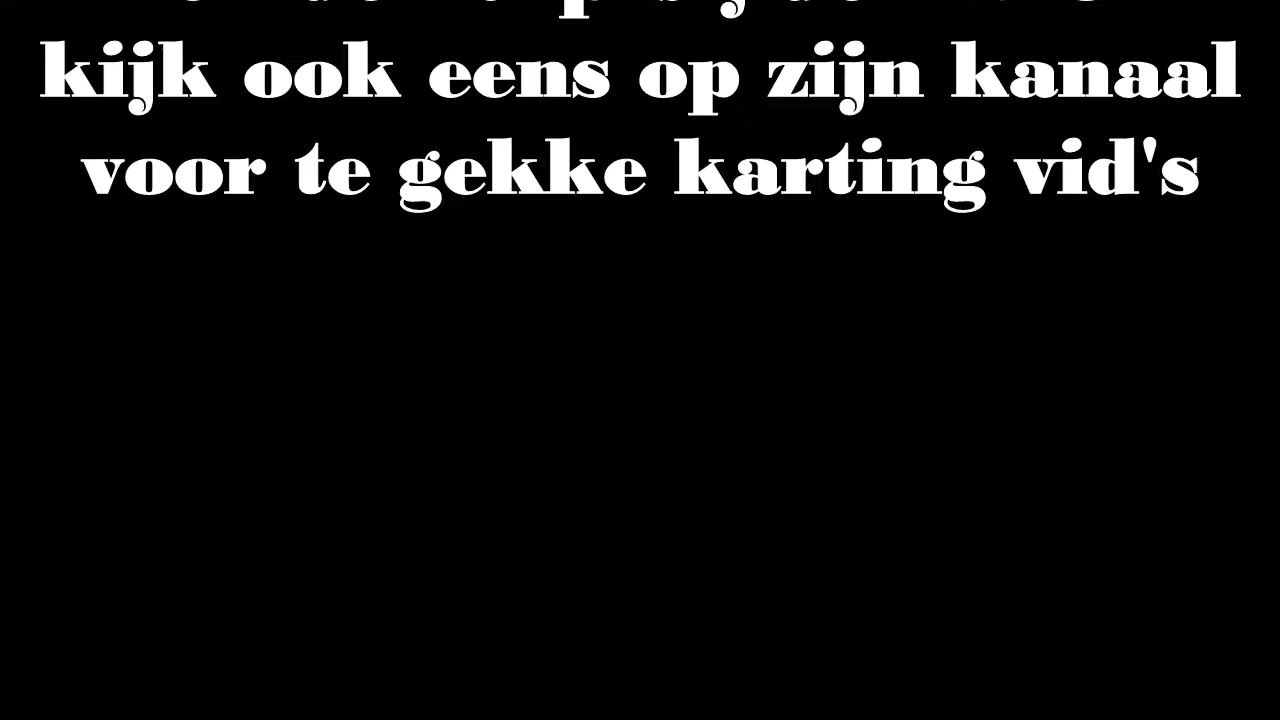 kijk ook eens op zijn kanaal
voor te gekke karting vid's